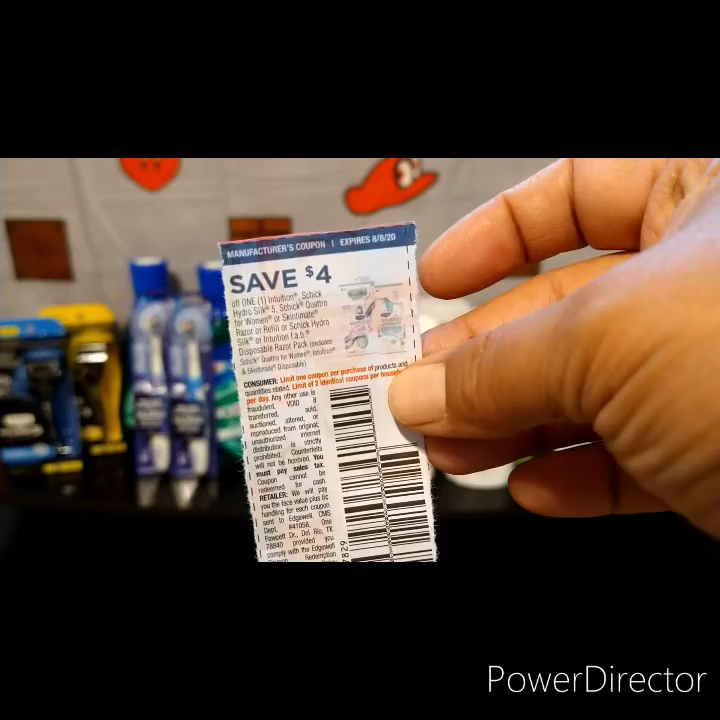 MANUFACTURER'S COUPON | EXPIRES 8/8/20
SAVE $4
off ONE (1) Intuition®, Schick
Hydro Silk® 5, Schick® Quattro
for Women® or Skintimate®
Razor or Refill or Schick Hydro
Silk® or Intuition f.a.b.®
Disposable Razor Pack (excludes
Schick® Quattro for Women®, Intuition®
& Skintimate® Disposable)
CONSUMER: Limit one coupon per purchase of products and
quantities stated. Limit of 2 identical coupons per household
per day. Any other use is
fraudulent. VOID if
transferred, sold,
auctioned, altered, or
reproduced from original;
unauthorized internet
distribution is strictly
prohibited. Counterfeits
will not be honored. You
must pay sales tax.
Coupon cannot be
redeemed for cash.
RETAILER: We will pay
you the face value plus 8¢
handling for each coupon
sent to Edgewell, CMS
Dept. #41058, One
Fawcett Dr., Del Rio, TX
78840 provided you
comply with the Edgewell
Coupon Redemption
7829
PowerDirector